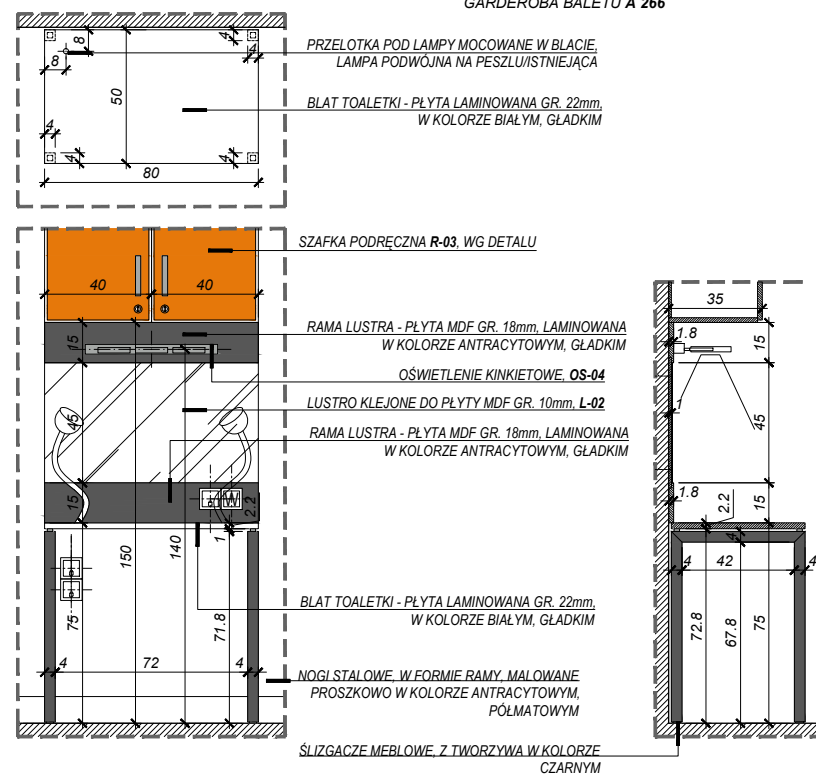 GARDEROBA BALETU A 266
PRZELOTKA POD LAMPY MOCOWANE W BLACIE,
LAMPA PODWÓJNA NA PESZLU/ISTNIEJĄCA
BLAT TOALETKI - PŁYTA LAMINOWANA GR. 22mm,
W KOLORZE BIAŁYM, GŁADKIM
8
8
4
4
50
4
4
4
80
SZAFKA PODRĘCZNA R-03, WG DETALU
40
40
RAMA LUSTRA - PŁYTA MDF GR. 18mm, LAMINOWANA
W KOLORZE ANTRACYTOWYM, GŁADKIM
OŚWIETLENIE KINKIETOWE, OS-04
LUSTRO KLEJONE DO PŁYTY MDF GR. 10mm, L-02
RAMA LUSTRA - PŁYTA MDF GR. 18mm, LAMINOWANA
W KOLORZE ANTRACYTOWYM, GŁADKIM
15
45
15
2.2
1
150
140
75
71.8
4
72
4
BLAT TOALETKI - PŁYTA LAMINOWANA GR. 22mm,
W KOLORZE BIAŁYM, GŁADKIM
NOGI STALOWE, W FORMIE RAMY, MALOWANE
PROSZKOWO W KOLORZE ANTRACYTOWYM,
PÓŁMATOWYM
ŚLIZGACZE MEBLOWE, Z TWORZYWA W KOLORZE
CZARNYM
35
1.8
15
1
45
1.8
2.2
15
4
4
42
4
72.8
67.8
75